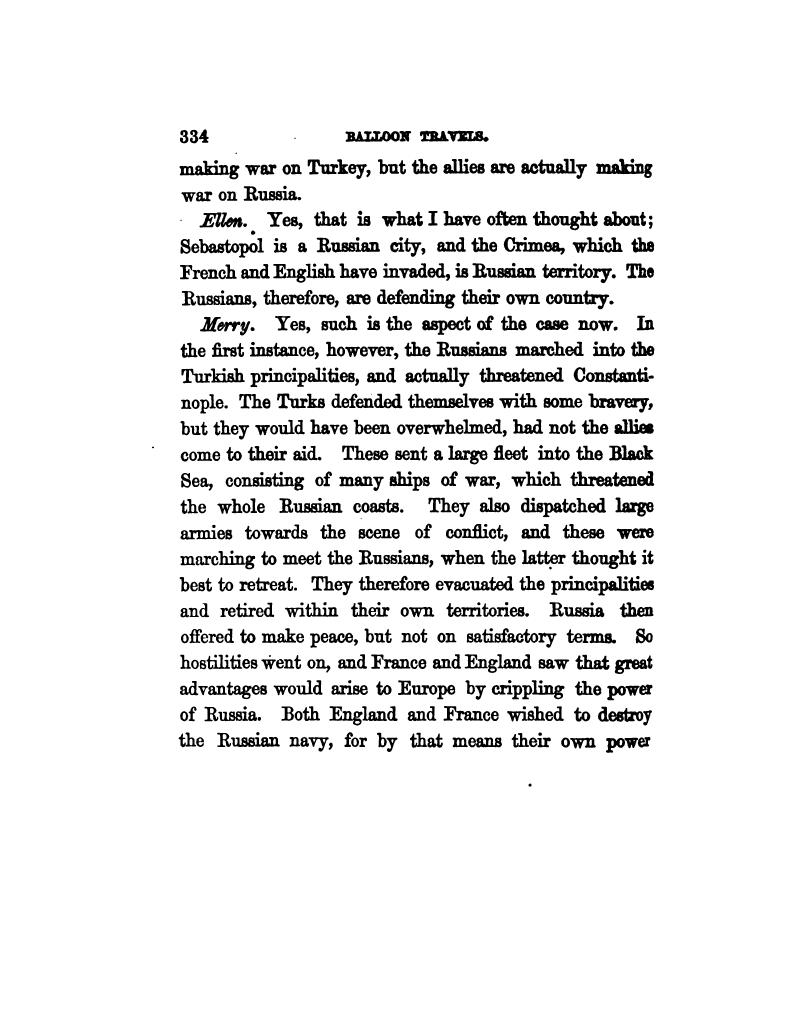 334 BALLOON TRAVELS.
making war on Turkey, but the allies are actually making
war on Russia.
Ellen. Yes, that is what I have often thought about;
Sebastopol is a Russian city, and the Crimea, which the
French and English have invaded, is Russian territory. The
Russians, therefore, are defending their own country.
Merry. Yes, such is the aspect of the case now. In
the first instance, however, the Russians marched into the
Turkish principalities, and actually threatened Constanti-
nople. The Turks defended themselves with some bravery,
but they would have been overwhelmed, had not the allies
come to their aid. These sent a large fleet into the Black
Sea, consisting of many ships of war, which threatened
the whole Russian coasts. They also dispatched large
armies towards the scene of conflict, and these were
marching to meet the Russians, when the latter thought it
best to retreat. They therefore evacuated the principalities
and retired within their own territories. Russia then
offered to make peace, but not on satisfactory terms. So
hostilities went on, and France and England saw that great
advantages would arise to Europe by crippling the power
of Russia. Both England and France wished to destroy
the Russian navy, for by that means their own power